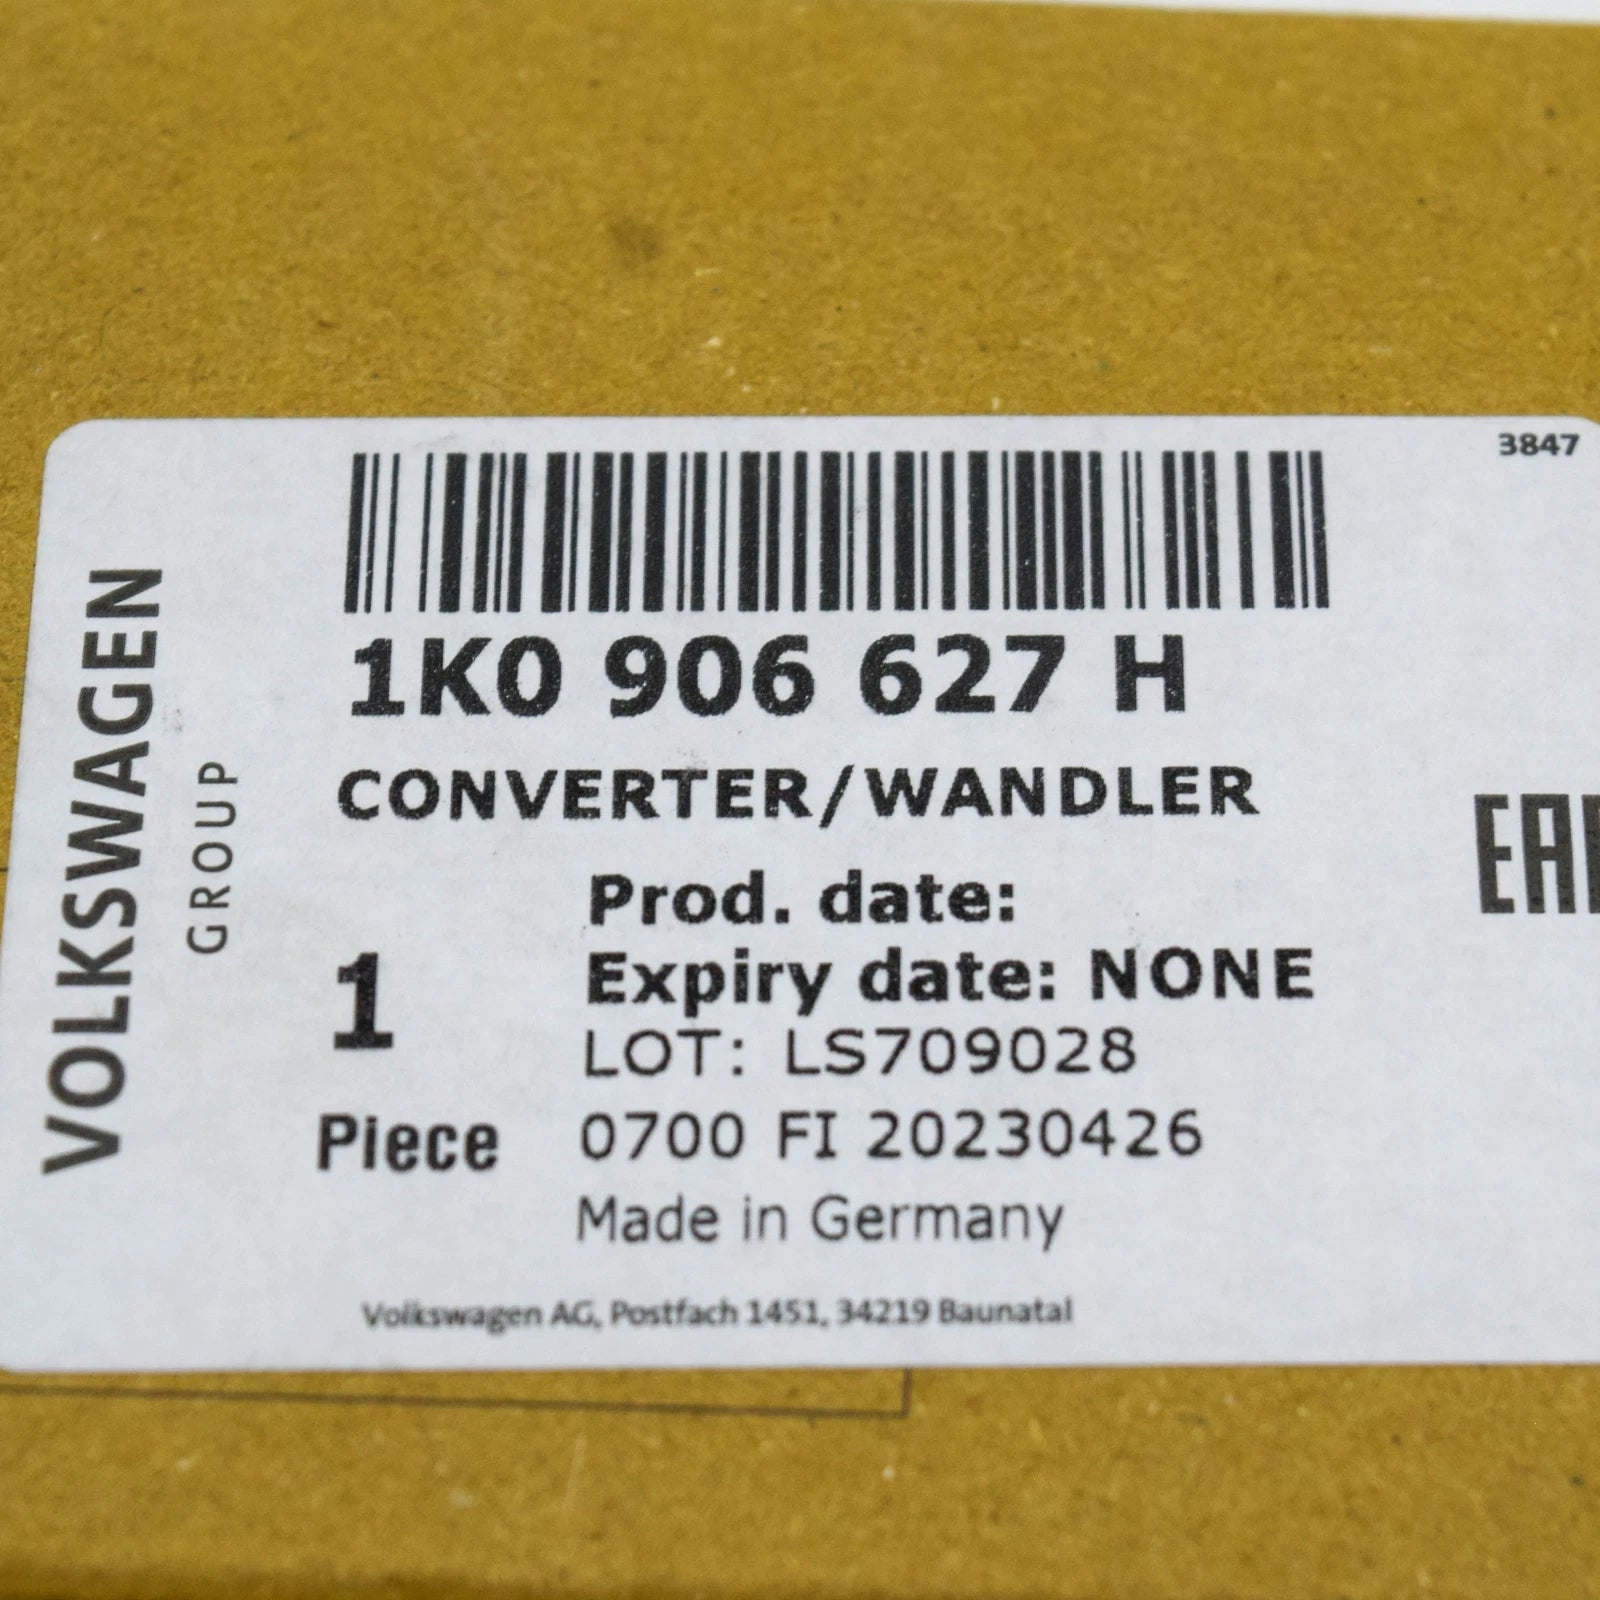 3847
1K0 906 627 H
CONVERTER/WANDLER
VOLKSWAGEN
GROUP
Prod. date:
Expiry date: NONE
1
LOT: LS709028
Piece
0700 FI 20230426
Made in Germany
Volkswagen AG, Postfach 1451, 34219 Baunatal